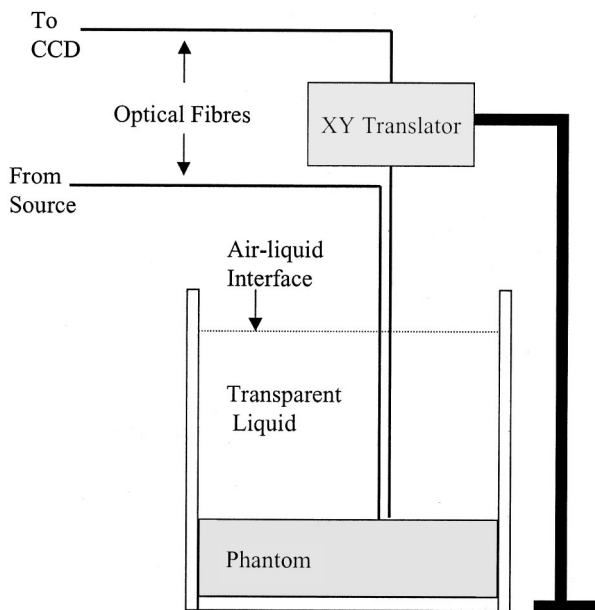 To
CCD
Optical Fibres
XY Translator
From
Source
Air-liquid
Interface
Transparent
Liquid
Phantom